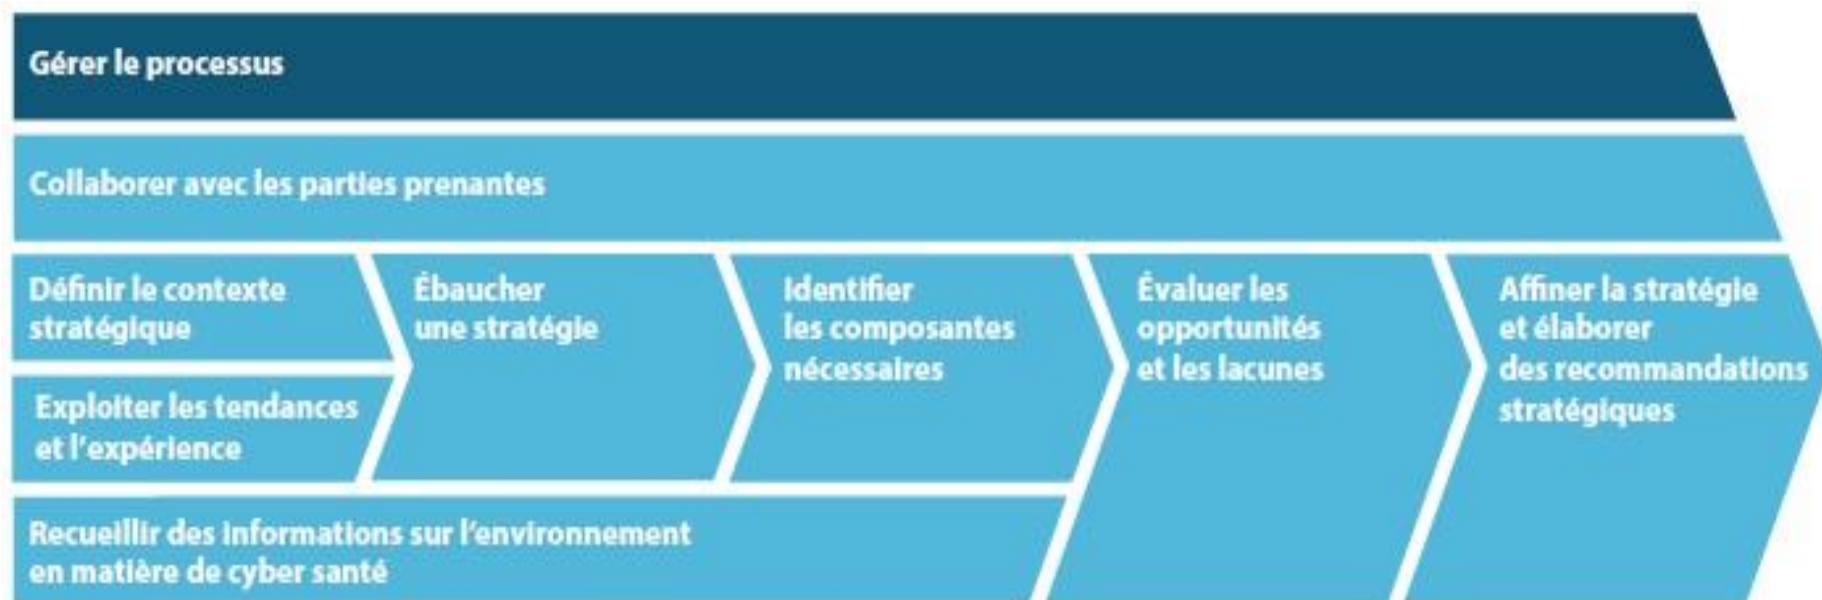 Gérer le processus
Collaborer avec les parties prenantes
Définir le contexte
stratégique
Exploiter les tendances
et l'expérience
Ébaucher
une stratégie
Identifier
les composantes
nécessaires
Évaluer les
opportunités
et les lacunes
Affiner la stratégie
et élaborer
des recommandations
stratégiques
Recueillir des informations sur l'environnement
en matière de cyber santé